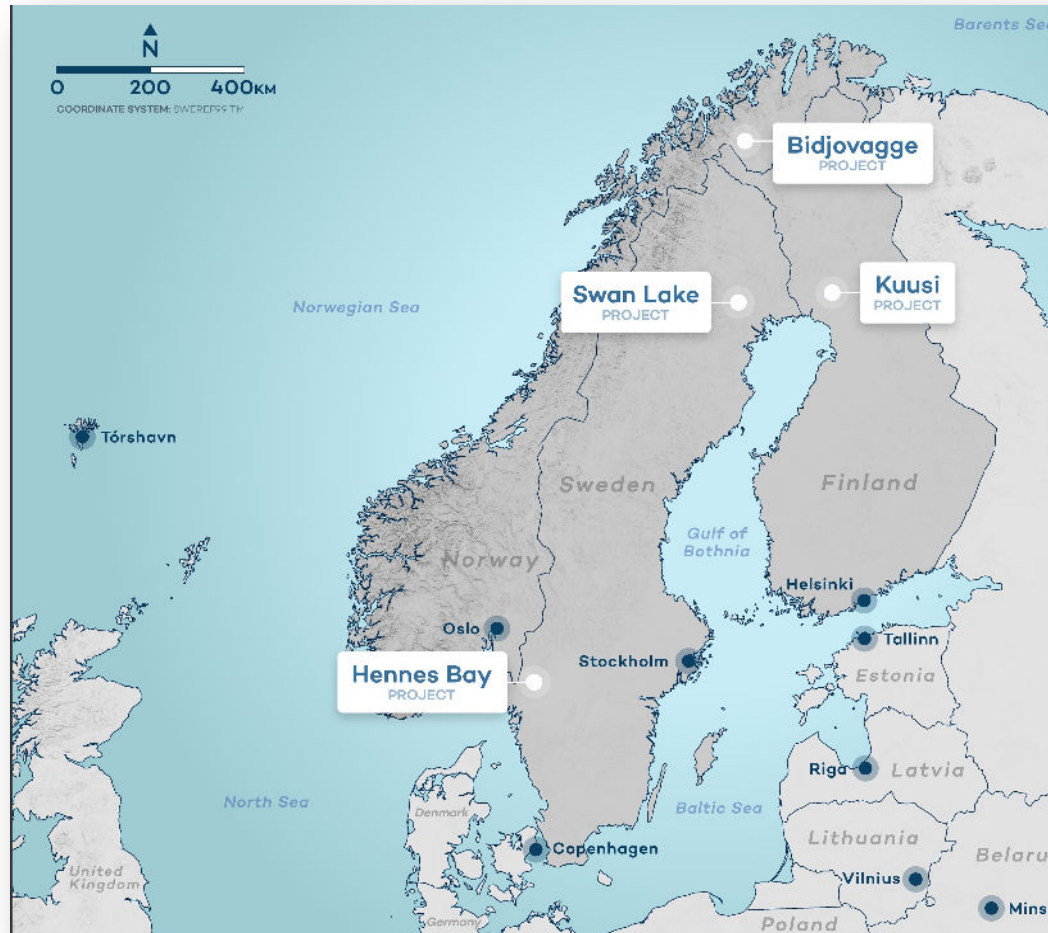 Barents Sea
N
0 200 400KM
COORDINATE SYSTEM: SWEREF99 TM
Bidjovagge
PROJECT
Swan Lake
PROJECT
Kuusi
PROJECT
Norwegian Sea
Tórshavn
Sweden
Finland
Gulf of
Bothnia
Norway
Helsinki
Oslo
Stockholm
Tallinn
Hennes Bay
PROJECT
Estonia
Riga
Latvia
North Sea
Denmark
Baltic Sea
Lithuania
Copenhagen
Belaru
United
Kingdom
Vilnius
Mins
Germany
Poland